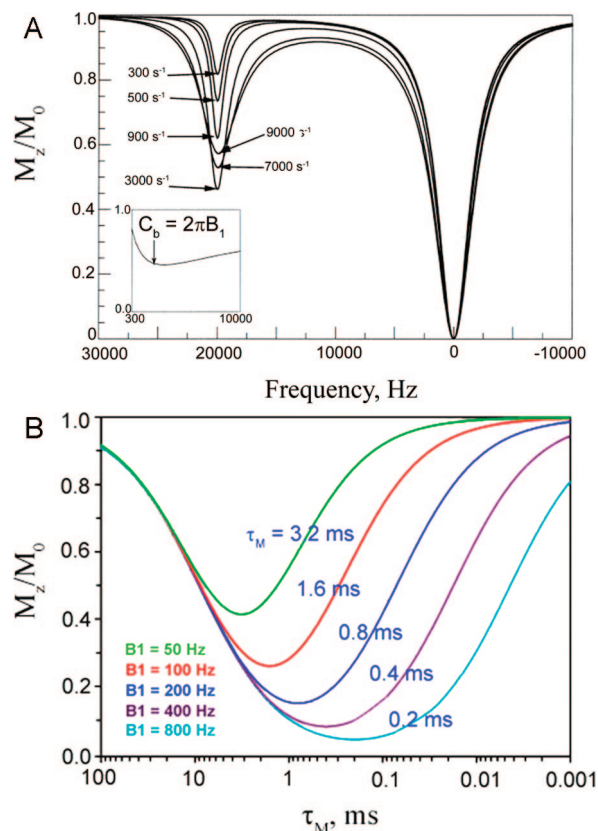 A
1.0
0.8
0.6
0.4
0.2
0
M_z/M_0
300 s⁻¹
500 s⁻¹
900 s⁻¹
9000 s⁻¹
7000 s⁻¹
3000 s⁻¹
1.0
C_b = 2πB_1
0.0
300 10000
30000 20000 10000 0 -10000
Frequency, Hz
B
1.0
0.8
0.6
0.4
0.2
0.0
M_z/M_0
τ_M = 3.2 ms
1.6 ms
0.8 ms
0.4 ms
0.2 ms
B1 = 50 Hz
B1 = 100 Hz
B1 = 200 Hz
B1 = 400 Hz
B1 = 800 Hz
100 10 1 0.1 0.01 0.001
τ_M, ms